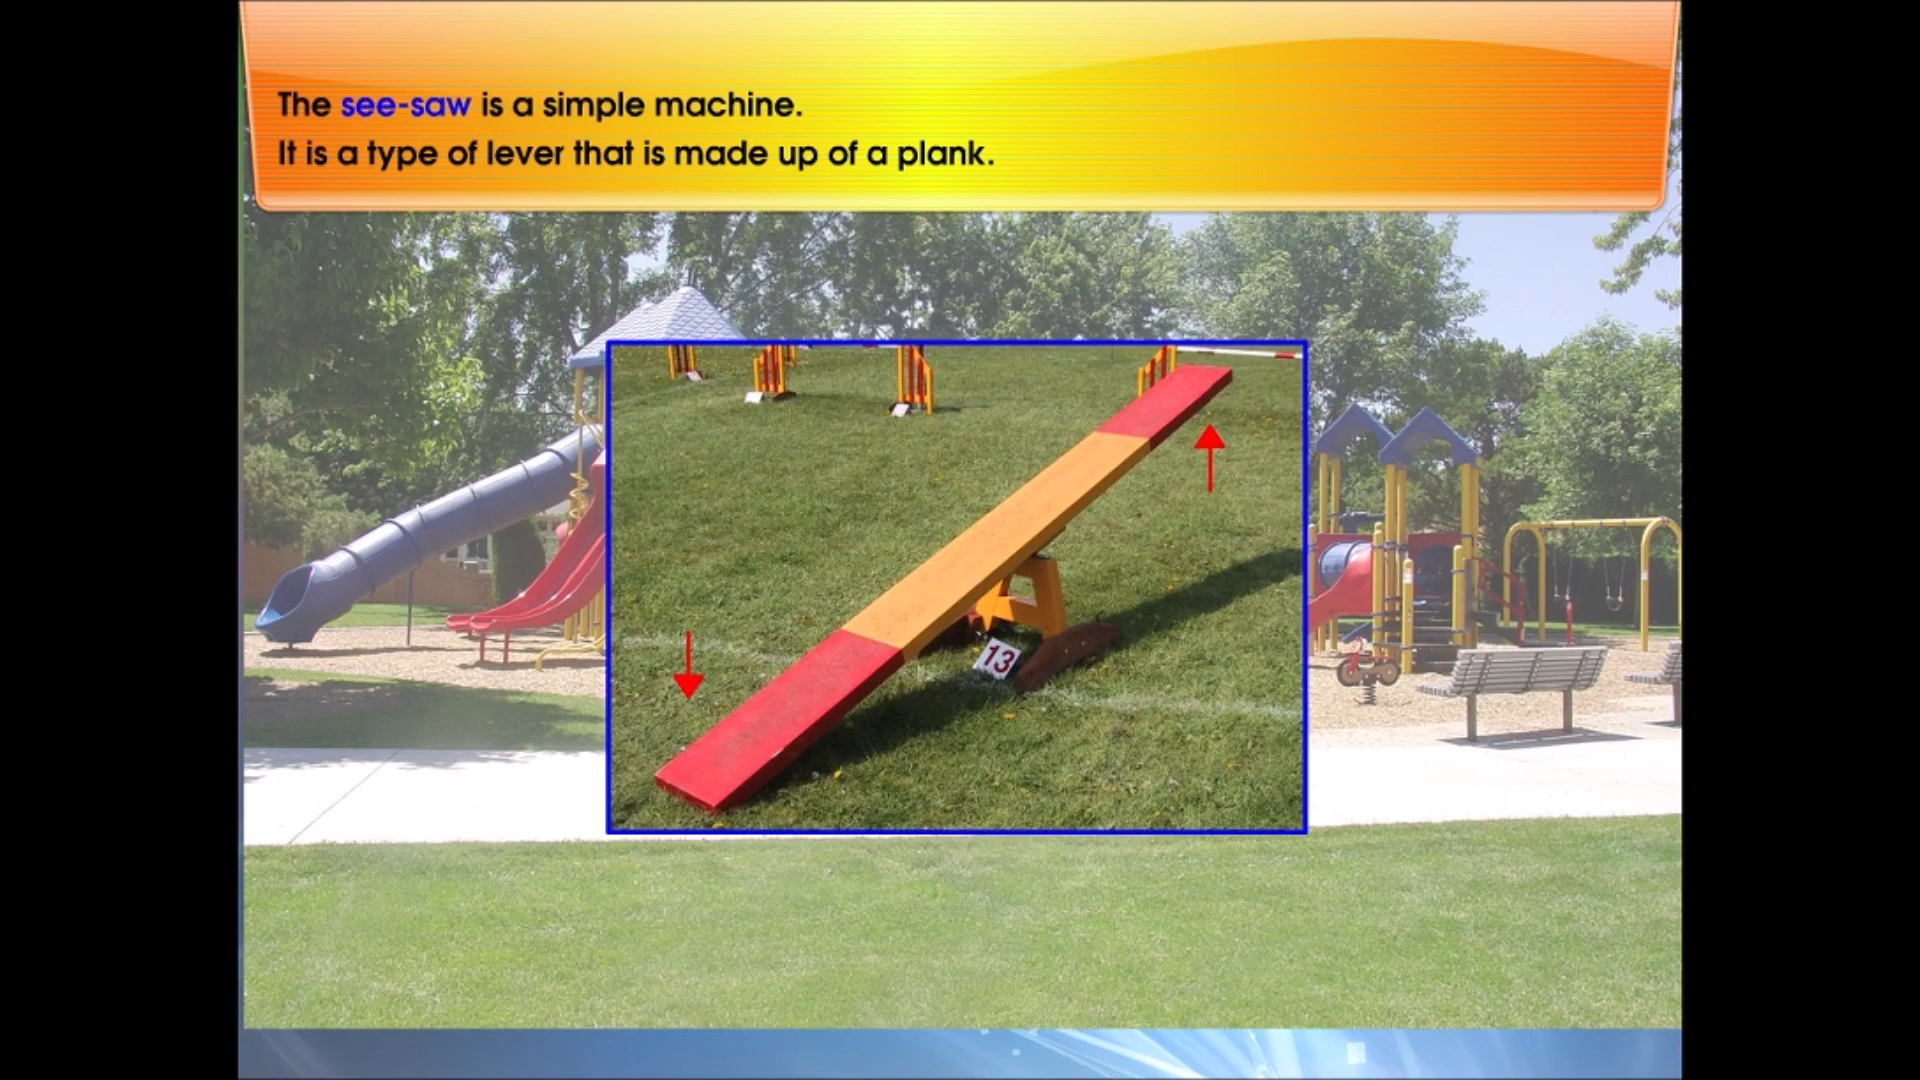 The see-saw is a simple machine.
It is a type of lever that is made up of a plank.
13